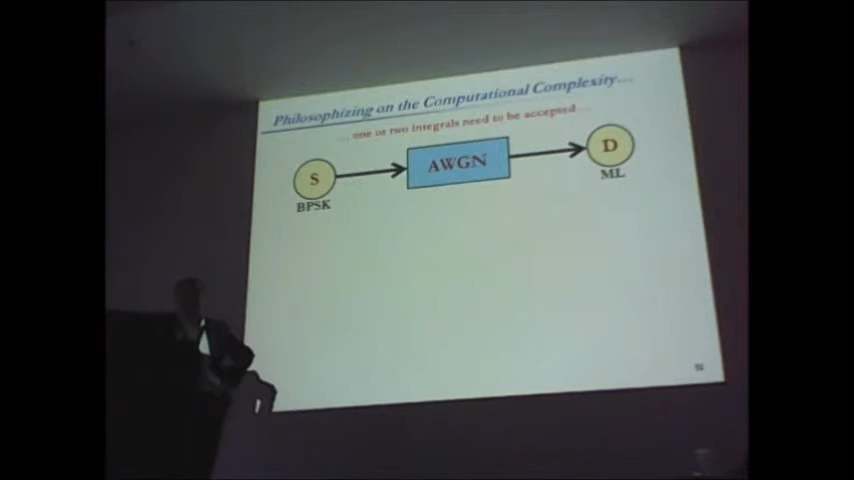 Philosophizing on the Computational Complexity…
…one or two integrals need to be accepted…
S
AWGN
D
BPSK
ML